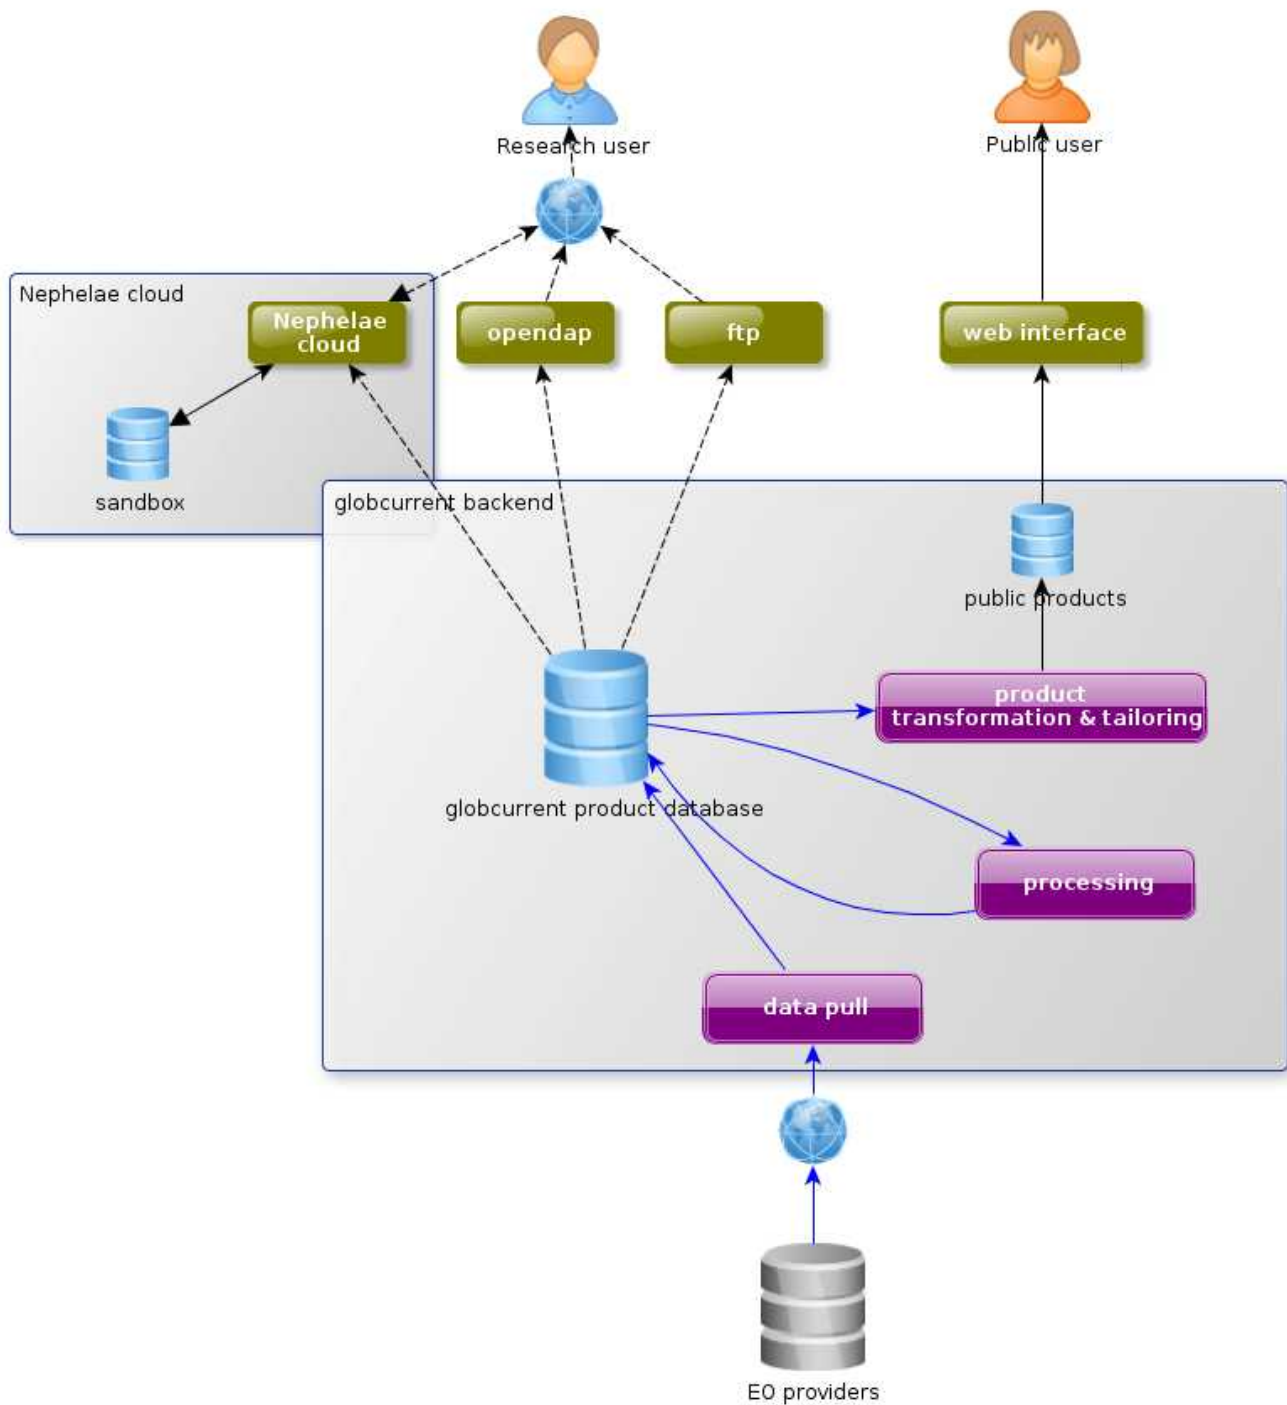 Research user
Public user
Nephelae cloud
Nephelae
cloud
opendap
ftp
web interface
sandbox
globcurrent backend
public products
product
transformation & tailoring
globcurrent product database
processing
data pull
EO providers